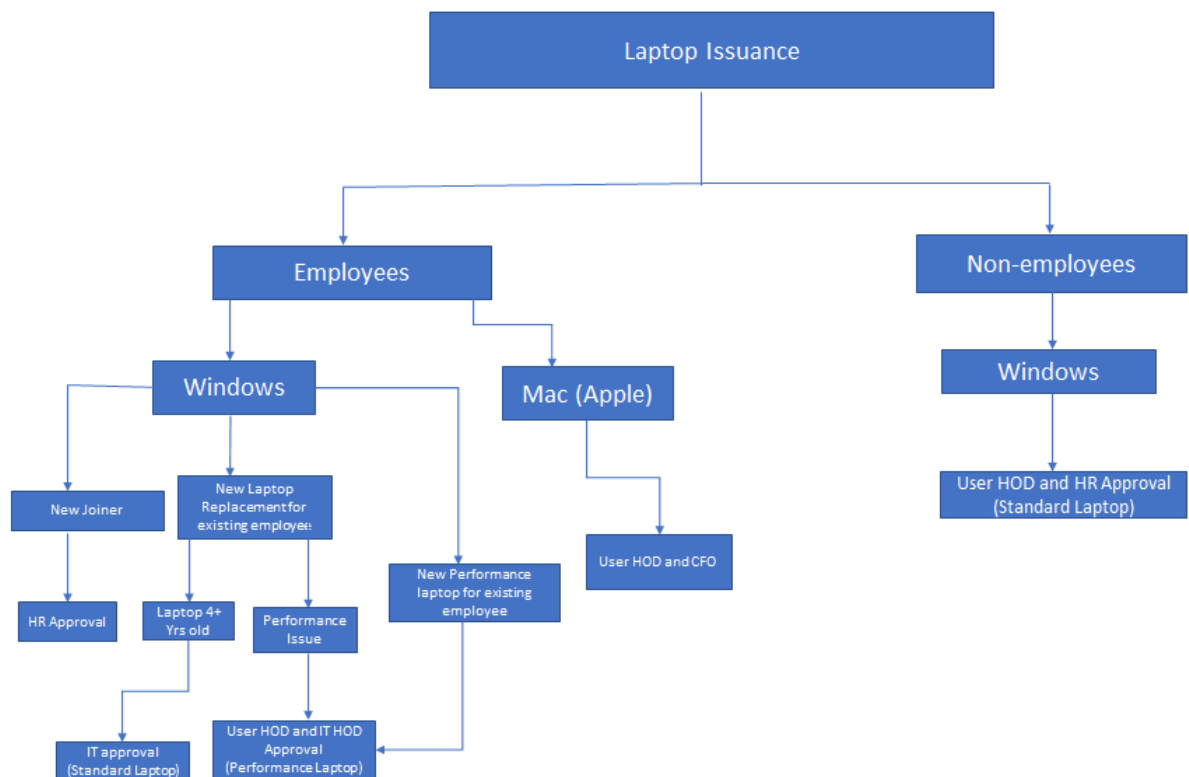 Laptop Issuance
Employees
Non-employees
Windows
Mac (Apple)
Windows
New Joiner
New Laptop
Replacement for
existing employee
User HOD and HR Approval
(Standard Laptop)
User HOD and CFO
New Performance
laptop for existing
employee
HR Approval
Laptop 4+
Yrs old
Performance
Issue
IT approval
(Standard Laptop)
User HOD and IT HOD
Approval
(Performance Laptop)